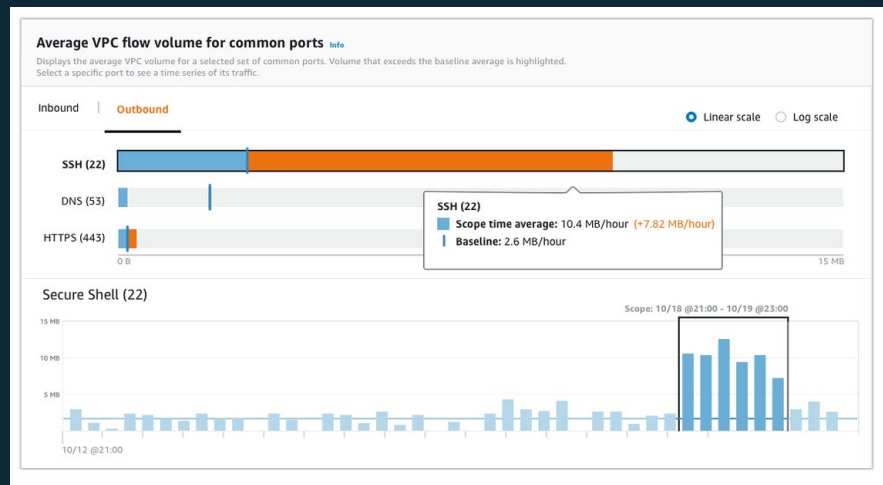 Average VPC flow volume for common ports Info
Displays the average VPC volume for a selected set of common ports. Volume that exceeds the baseline average is highlighted.
Select a specific port to see a time series of its traffic.
Inbound | Outbound
Linear scale Log scale
SSH (22)
DNS (53)
HTTPS (443)
SSH (22)
Scope time average: 10.4 MB/hour (+7.82 MB/hour)
Baseline: 2.6 MB/hour
0 B 15 MB
Secure Shell (22)
Scope: 10/18 @21:00 - 10/19 @23:00
15 MB
10 MB
5 MB
10/12 @21:00